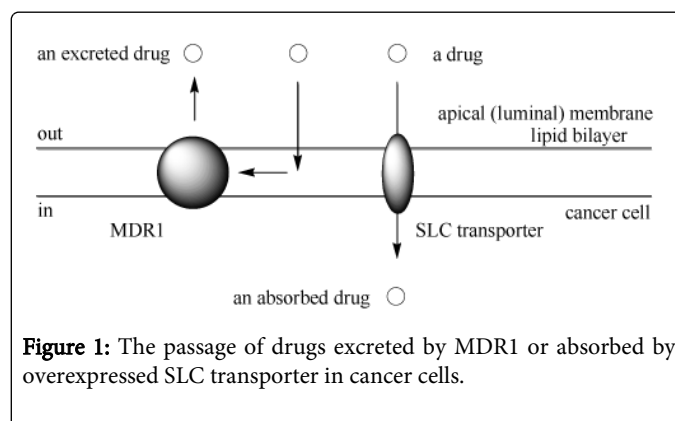 an excreted drug
a drug
apical (luminal) membrane
lipid bilayer
out
in
cancer cell
MDR1
SLC transporter
an absorbed drug
Figure 1: The passage of drugs excreted by MDR1 or absorbed by
overexpressed SLC transporter in cancer cells.